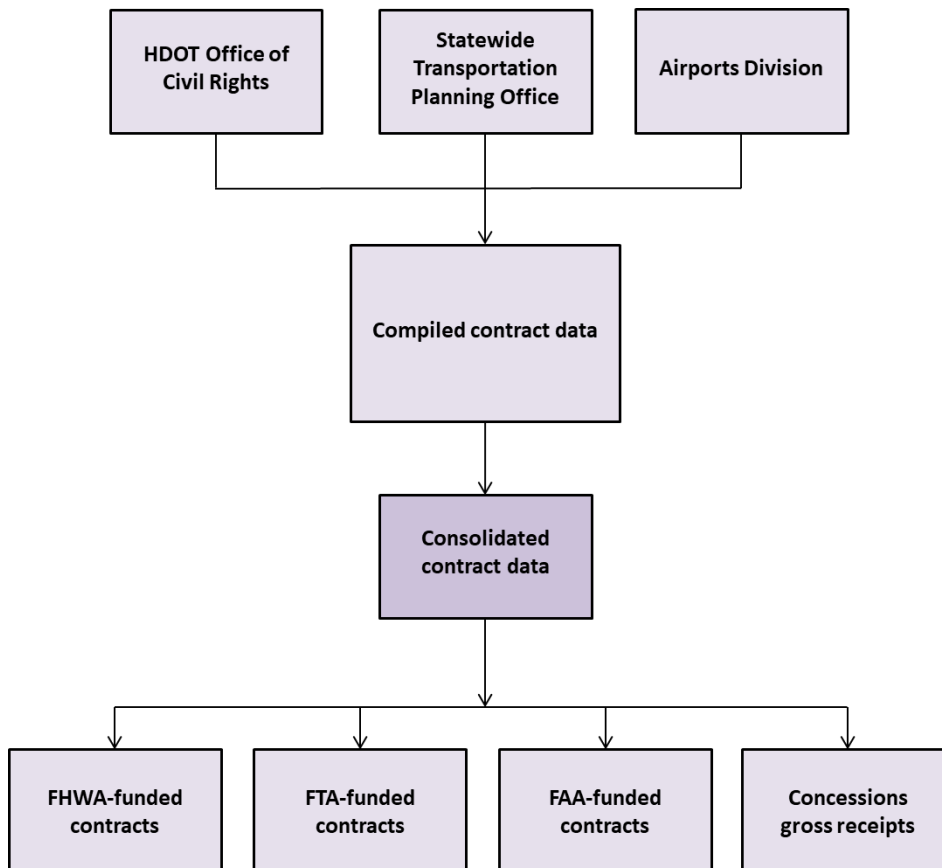 HDOT Office of
Civil Rights
Statewide
Transportation
Planning Office
Airports Division
Compiled contract data
Consolidated
contract data
FHWA-funded
contracts
FTA-funded
contracts
FAA-funded
contracts
Concessions
gross receipts